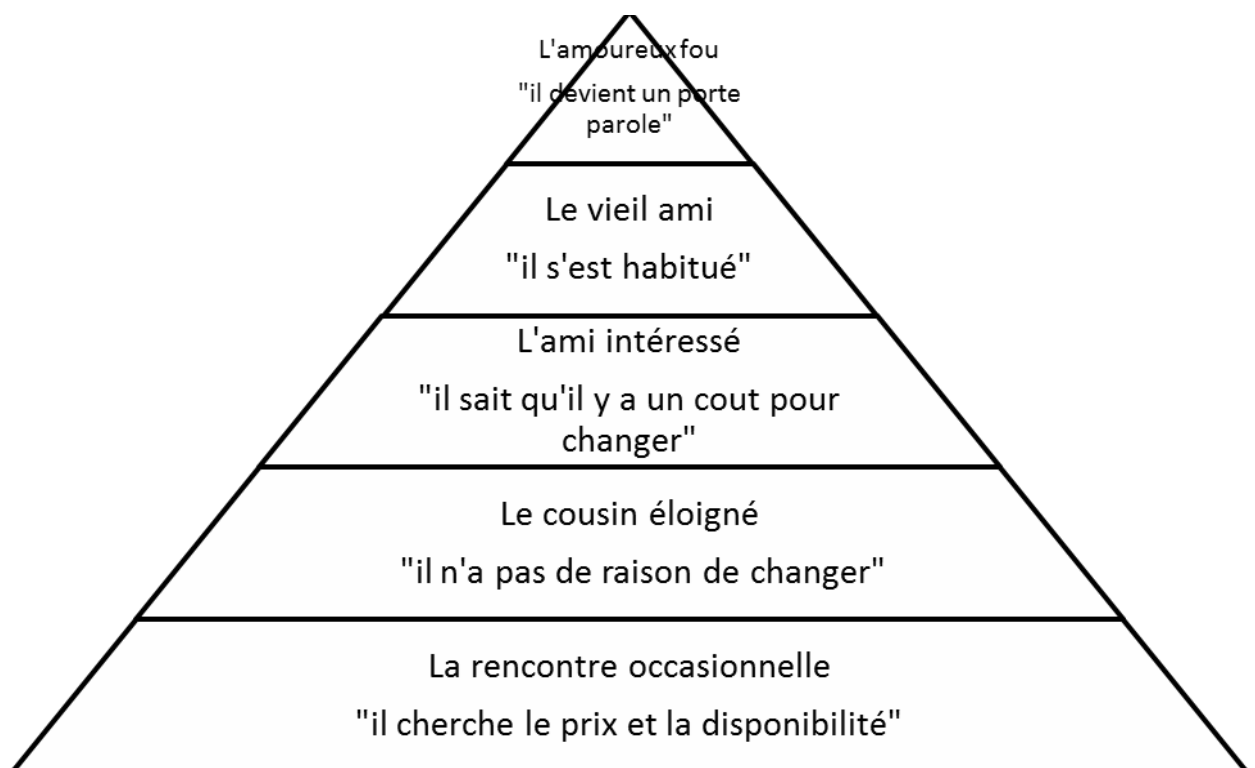 L'amoureux fou
"il devient un porte
parole"
Le vieil ami
"il s'est habitué"
L'ami intéressé
"il sait qu'il y a un cout pour
changer"
Le cousin éloigné
"il n'a pas de raison de changer"
La rencontre occasionnelle
"il cherche le prix et la disponibilité"